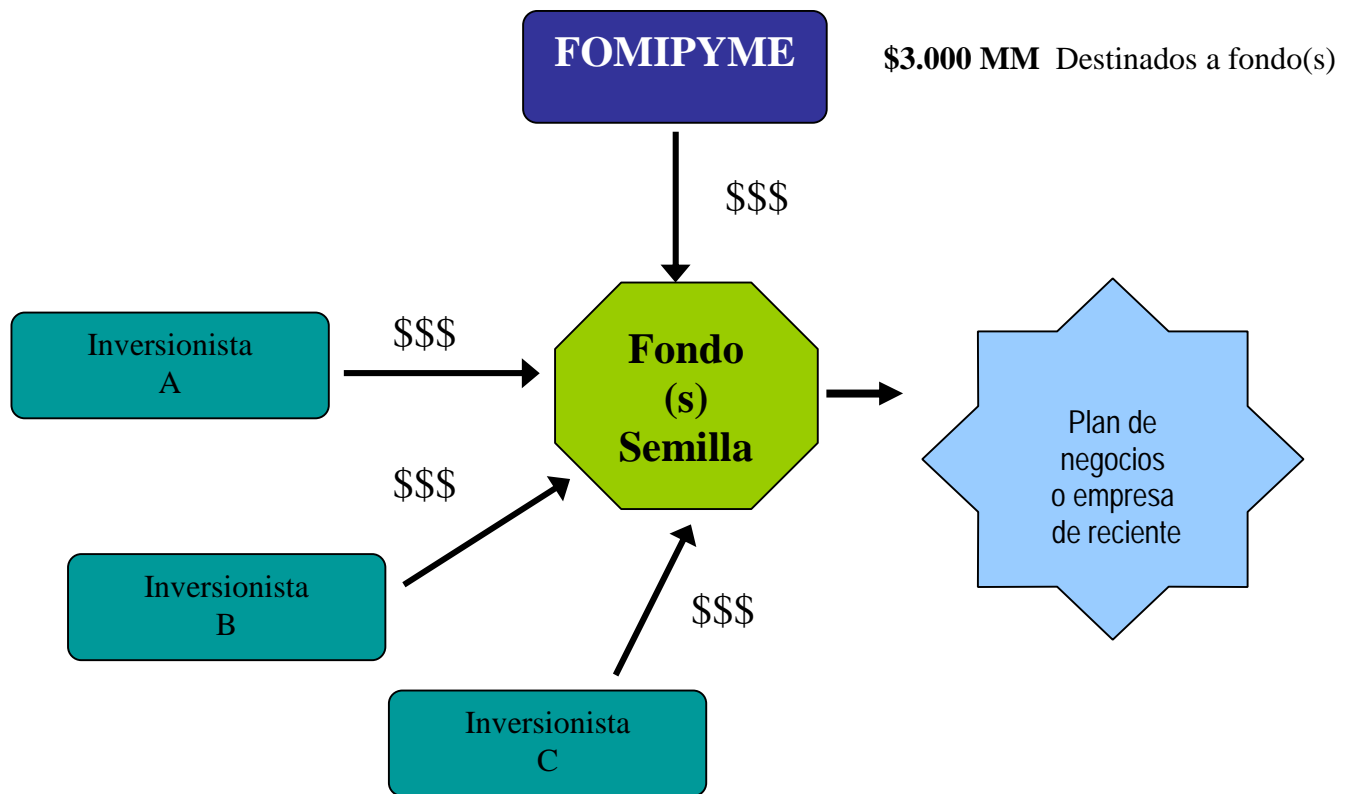 FOMIPYME
$3.000 MM Destinados a fondo(s)
$$$
Inversionista
A
$$$
Fondo
(s)
Semilla
Plan de
negocios
o empresa
de reciente
$$$
Inversionista
B
$$$
Inversionista
C